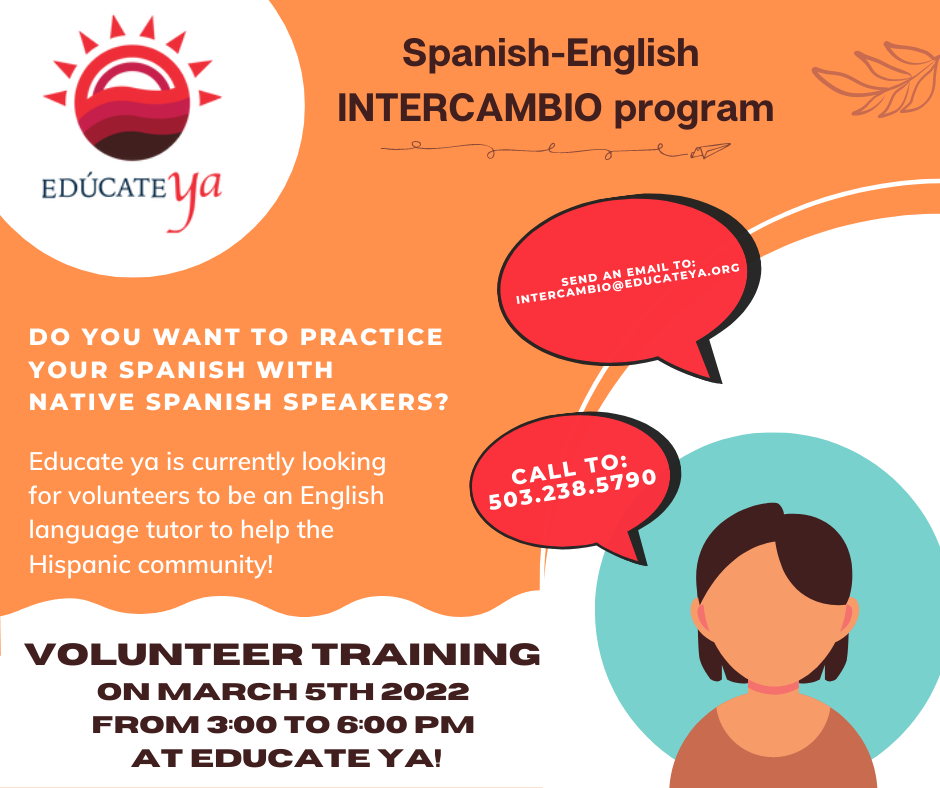 EDÚCATE ya
Spanish-English
INTERCAMBIO program
SEND AN EMAIL TO:
INTERCAMBIO@EDUCATEYA.ORG
DO YOU WANT TO PRACTICE
YOUR SPANISH WITH
NATIVE SPANISH SPEAKERS?
CALL TO:
503.238.5790
Educate ya is currently looking
for volunteers to be an English
language tutor to help the
Hispanic community!
VOLUNTEER TRAINING
ON MARCH 5TH 2022
FROM 3:00 TO 6:00 PM
AT EDUCATE YA!